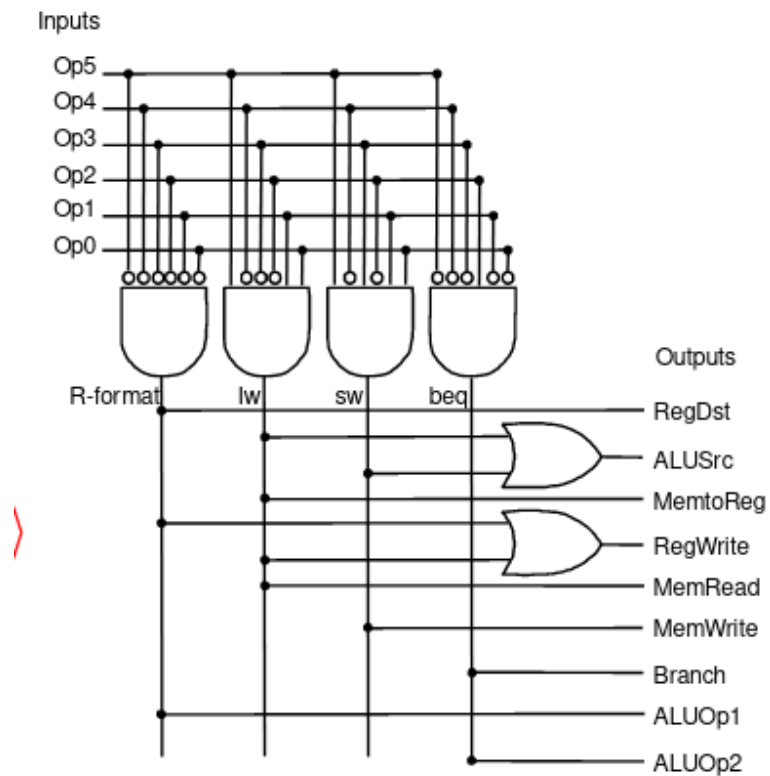 Inputs
Op5
Op4
Op3
Op2
Op1
Op0
R-format lw sw beq
Outputs
RegDst
ALUSrc
MemtoReg
RegWrite
MemRead
MemWrite
Branch
ALUOp1
ALUOp2